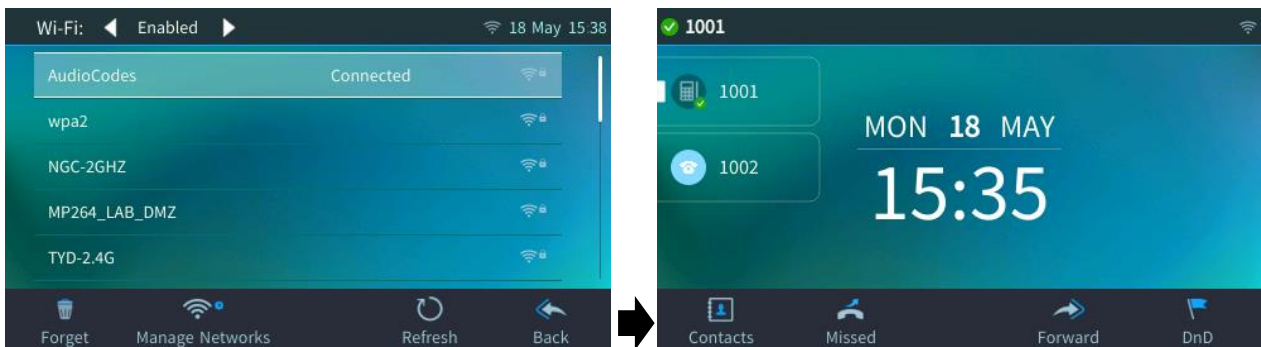 Wi-Fi: Enabled 18 May 15:38
AudioCodes Connected
wpa2
NGC-2GHZ
MP264_LAB_DMZ
TYD-2.4G
Forget Manage Networks Refresh Back
1001
1001
1002
MON 18 MAY
15:35
Contacts Missed Forward DnD